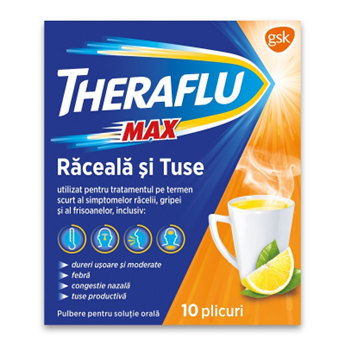 gsk
THERAFLU
MAX
Răceală și Tuse
utilizat pentru tratamentul pe termen
scurt al simptomelor răcelii, gripei
și al frisoanelor, inclusiv:
dureri ușoare și moderate
febră
congestie nazală
tuse productivă
Pulbere pentru soluție orală
10 plicuri